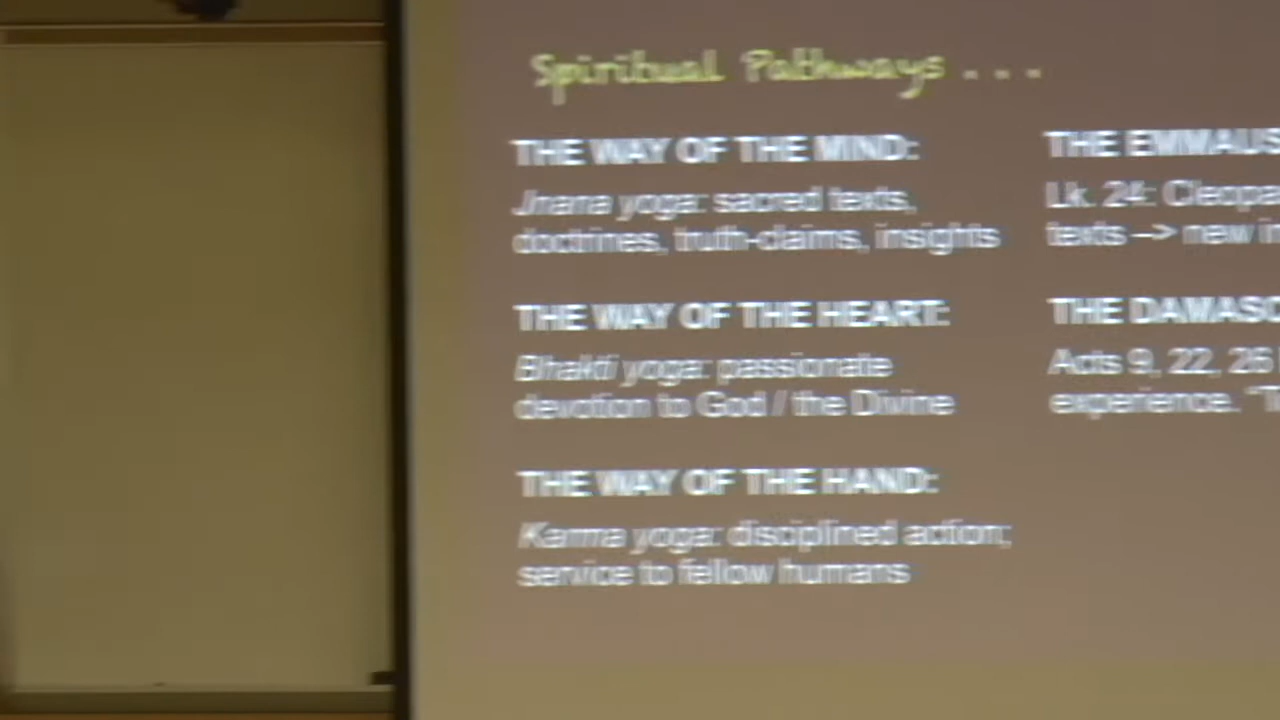 Spiritual Pathways . . .
THE WAY OF THE MIND:
Jnana yoga: sacred texts,
doctrines, truth-claims, insights
THE WAY OF THE HEART:
Bhakti yoga: passionate
devotion to God / the Divine
THE WAY OF THE HAND:
Karma yoga: disciplined action;
service to fellow humans
THE EMMAUS
Lk. 24: Cleopa
texts --> new in
THE DAMASC
Acts 9, 22, 26
experience.